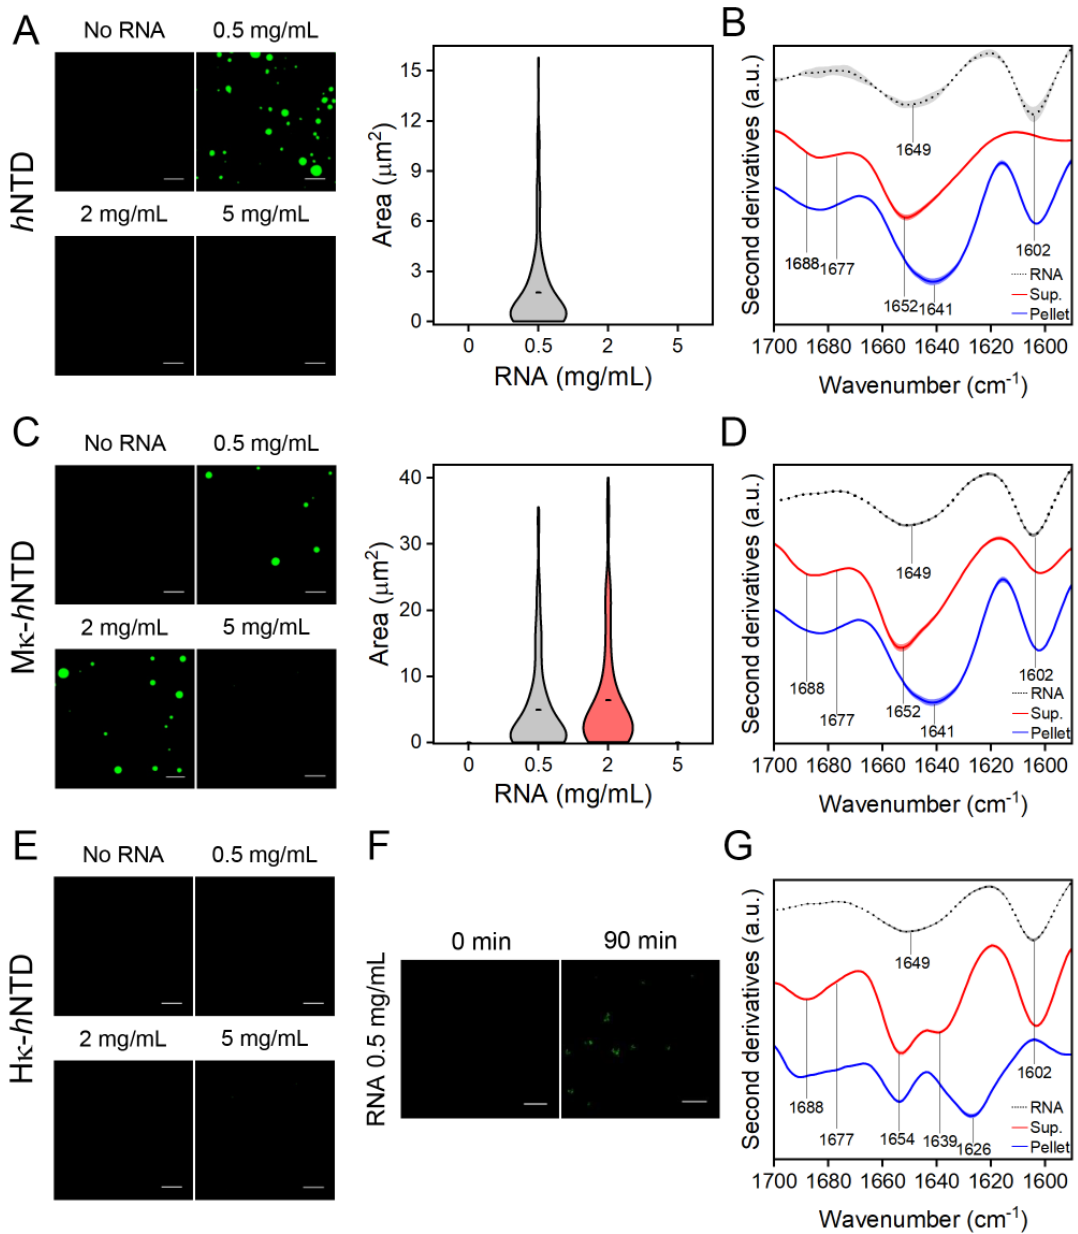 A
No RNA
0.5 mg/mL
hNTD
2 mg/mL
5 mg/mL
Area (µm²)
15
12
9
6
3
0
0
0.5
2
5
RNA (mg/mL)
B
Second derivatives (a.u.)
1649
1602
1688
1677
1652
1641
RNA
Sup.
Pellet
1700 1680 1660 1640 1620 1600
Wavenumber (cm⁻¹)
C
No RNA
0.5 mg/mL
Mκ-hNTD
2 mg/mL
5 mg/mL
Area (µm²)
40
30
20
10
0
0
0.5
2
5
RNA (mg/mL)
D
Second derivatives (a.u.)
1649
1602
1688
1677
1652
1641
RNA
Sup.
Pellet
1700 1680 1660 1640 1620 1600
Wavenumber (cm⁻¹)
E
No RNA
0.5 mg/mL
Hκ-hNTD
2 mg/mL
5 mg/mL
F
0 min
90 min
RNA 0.5 mg/mL
G
Second derivatives (a.u.)
1649
1602
1688
1677
1654
1639
1626
RNA
Sup.
Pellet
1700 1680 1660 1640 1620 1600
Wavenumber (cm⁻¹)